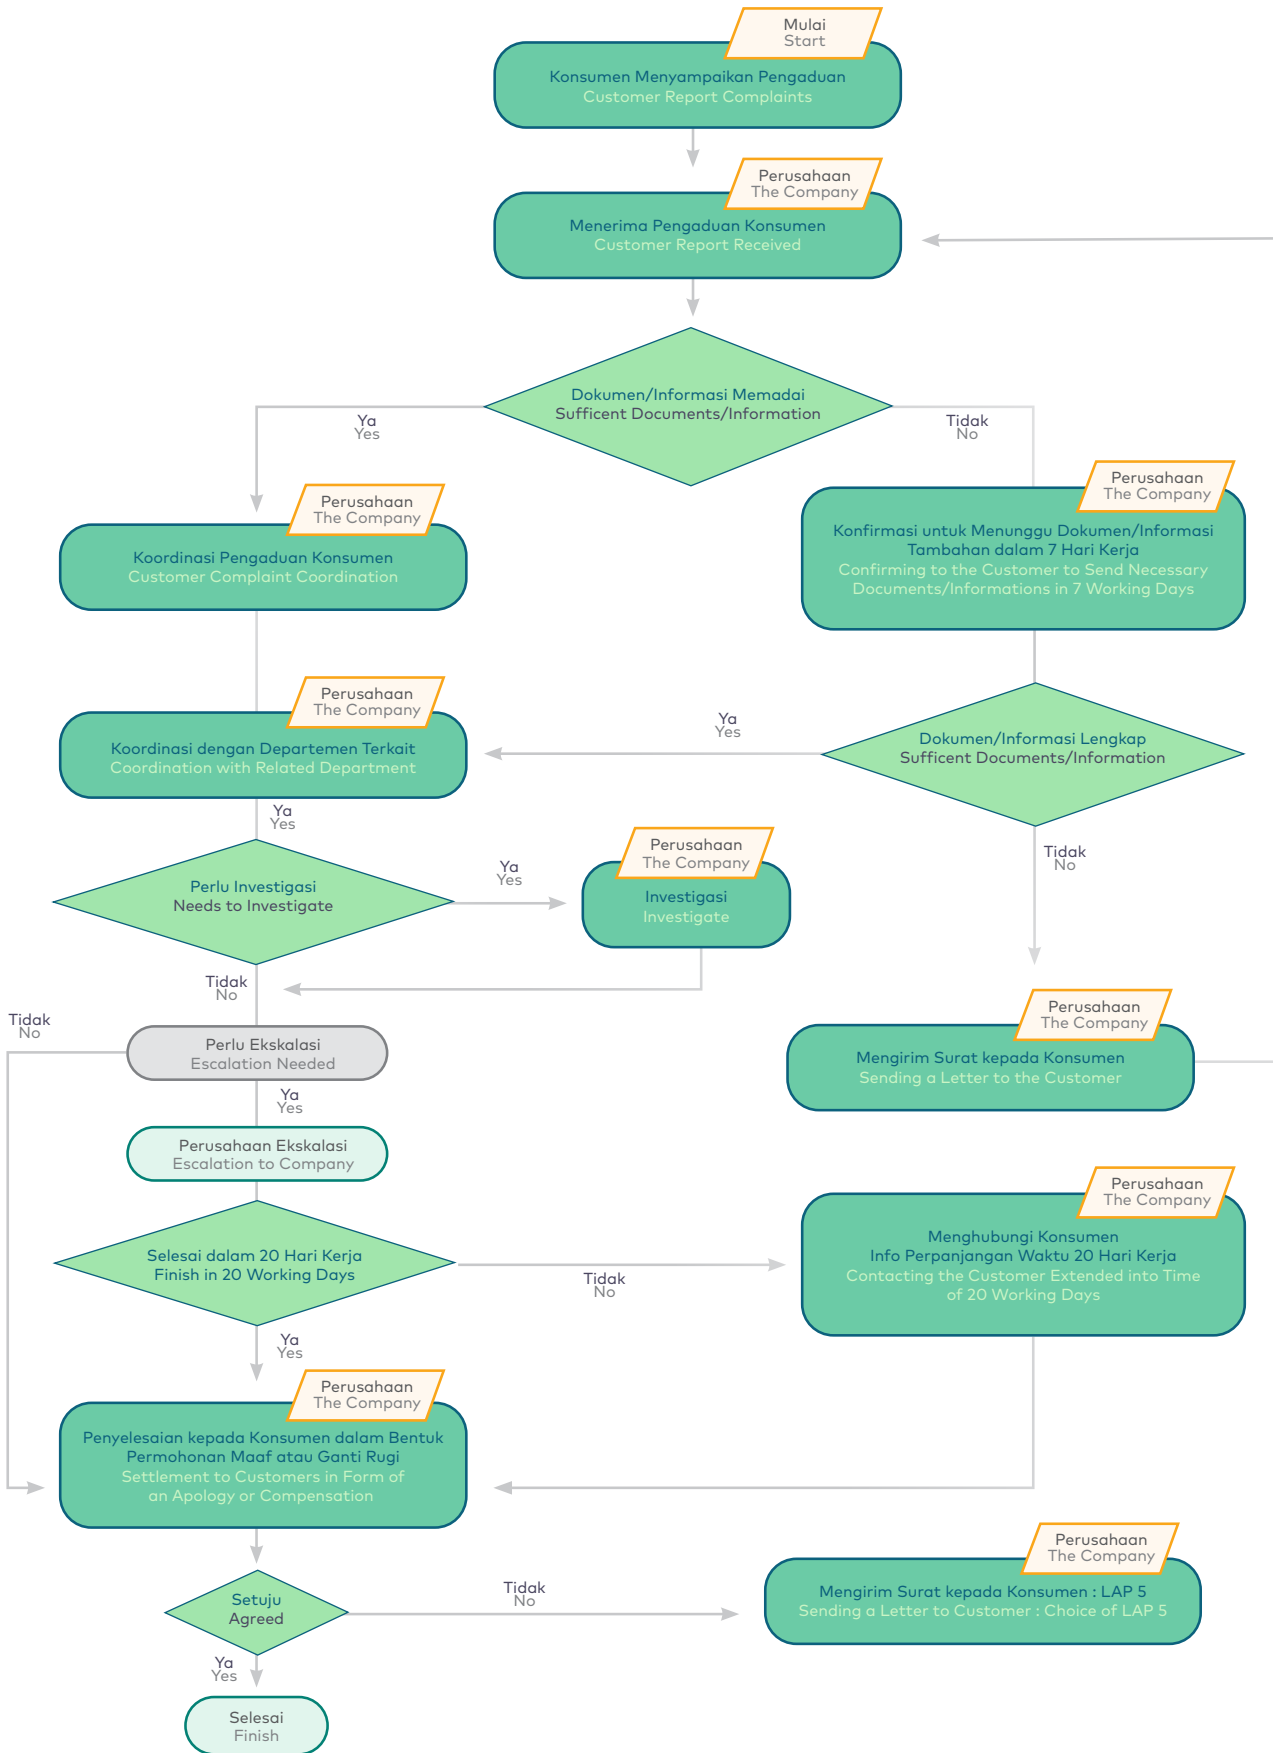 Mulai
Start
Konsumen Menyampaikan Pengaduan
Customer Report Complaints
Perusahaan
The Company
Menerima Pengaduan Konsumen
Customer Report Received
Dokumen/Informasi Memadai
Sufficent Documents/Information
Ya
Yes
Tidak
No
Perusahaan
The Company
Koordinasi Pengaduan Konsumen
Customer Complaint Coordination
Perusahaan
The Company
Konfirmasi untuk Menunggu Dokumen/Informasi
Tambahan dalam 7 Hari Kerja
Confirming to the Customer to Send Necessary
Documents/Informations in 7 Working Days
Perusahaan
The Company
Koordinasi dengan Departemen Terkait
Coordination with Related Department
Ya
Yes
Dokumen/Informasi Lengkap
Sufficent Documents/Information
Ya
Yes
Perlu Investigasi
Needs to Investigate
Ya
Yes
Perusahaan
The Company
Investigasi
Investigate
Tidak
No
Tidak
No
Tidak
No
Perlu Ekskalasi
Escalation Needed
Perusahaan
The Company
Mengirim Surat kepada Konsumen
Sending a Letter to the Customer
Ya
Yes
Perusahaan Ekskalasi
Escalation to Company
Selesai dalam 20 Hari Kerja
Finish in 20 Working Days
Tidak
No
Perusahaan
The Company
Menghubungi Konsumen
Info Perpanjangan Waktu 20 Hari Kerja
Contacting the Customer Extended into Time
of 20 Working Days
Ya
Yes
Perusahaan
The Company
Penyelesaian kepada Konsumen dalam Bentuk
Permohonan Maaf atau Ganti Rugi
Settlement to Customers in Form of
an Apology or Compensation
Setuju
Agreed
Tidak
No
Perusahaan
The Company
Mengirim Surat kepada Konsumen : LAP 5
Sending a Letter to Customer : Choice of LAP 5
Ya
Yes
Selesai
Finish